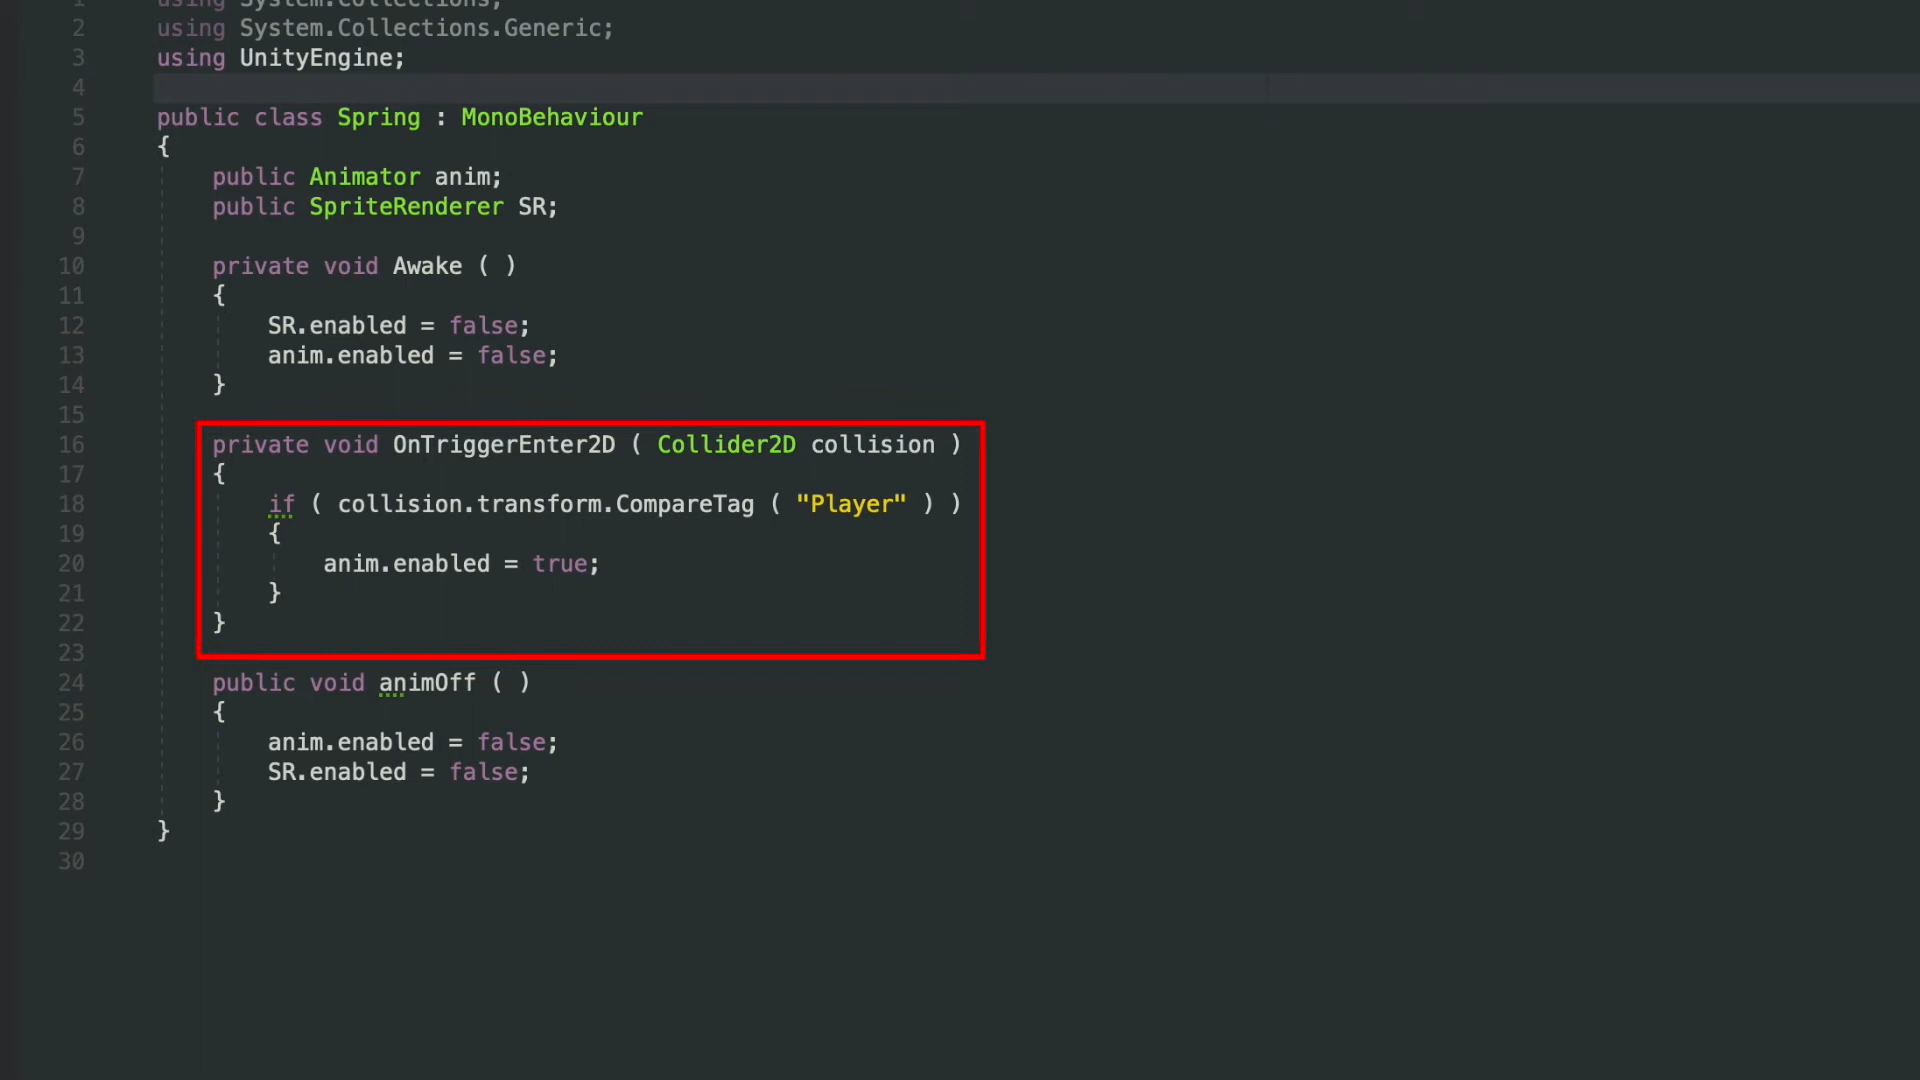 1 using System.Collections;
2 using System.Collections.Generic;
3 using UnityEngine;
4
5 public class Spring : MonoBehaviour
6 {
7 public Animator anim;
8 public SpriteRenderer SR;
9
10 private void Awake ( )
11 {
12 SR.enabled = false;
13 anim.enabled = false;
14 }
15
16 private void OnTriggerEnter2D ( Collider2D collision )
17 {
18 if ( collision.transform.CompareTag ( "Player" ) )
19 {
20 anim.enabled = true;
21 }
22 }
23
24 public void animOff ( )
25 {
26 anim.enabled = false;
27 SR.enabled = false;
28 }
29 }
30